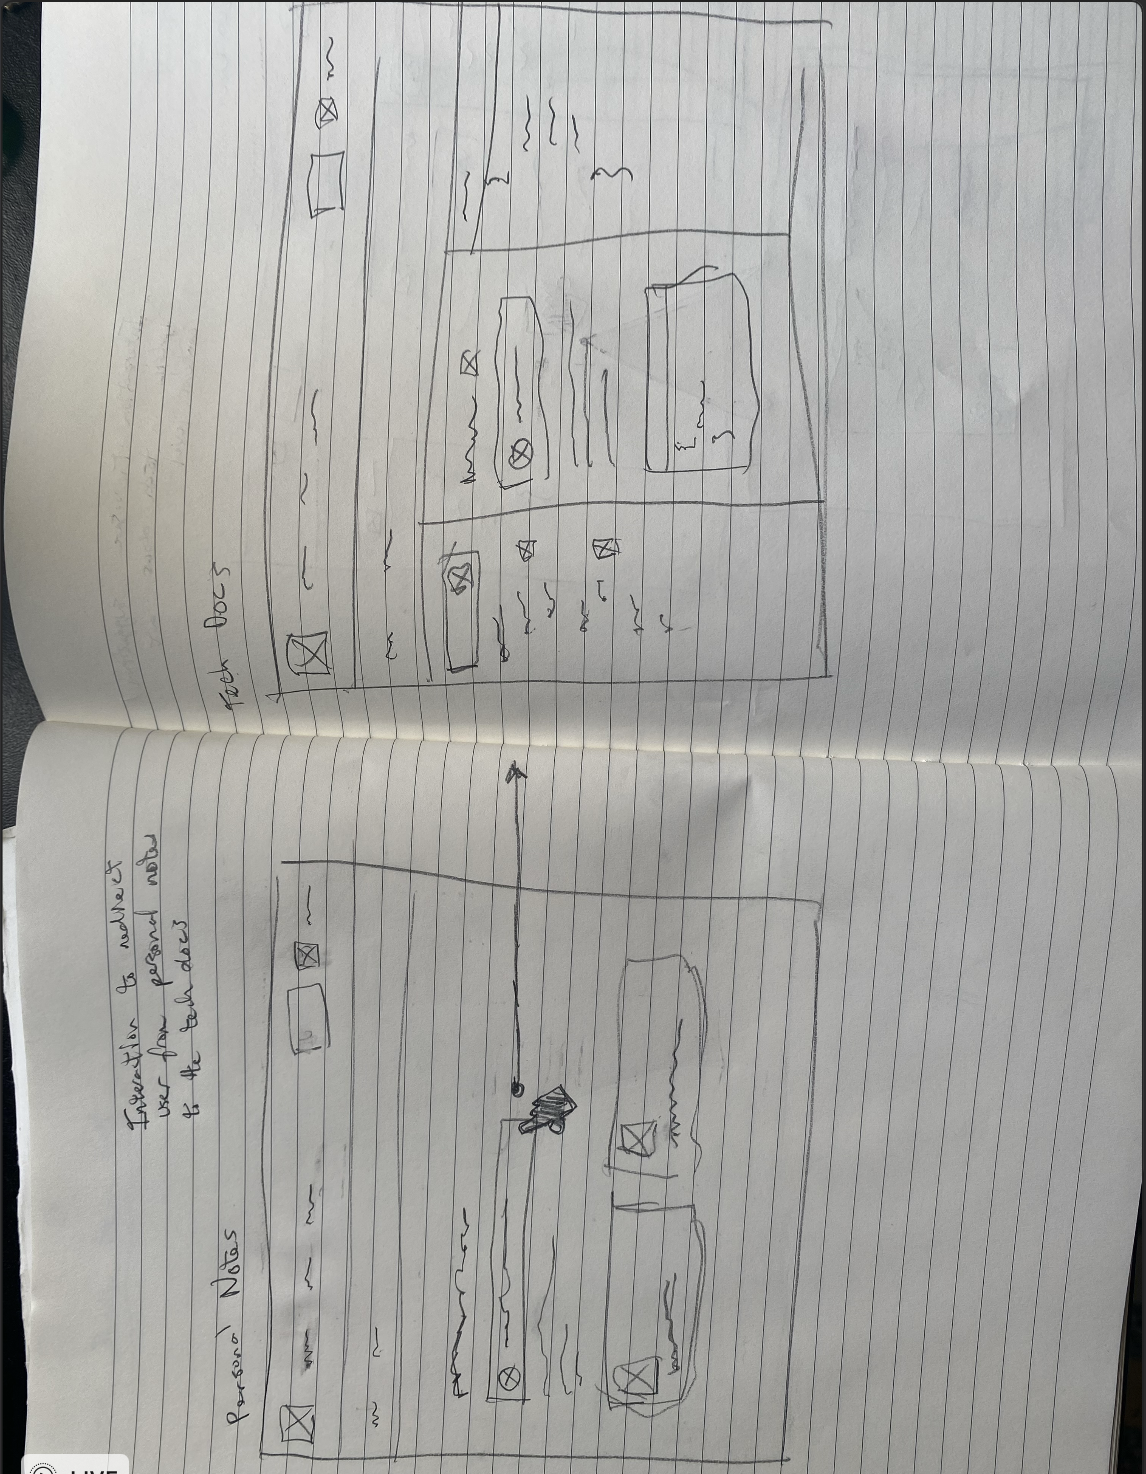 Interaction to redirect
user from personal notes
to the tech docs
Personal Notes
Tech Docs
LIVE